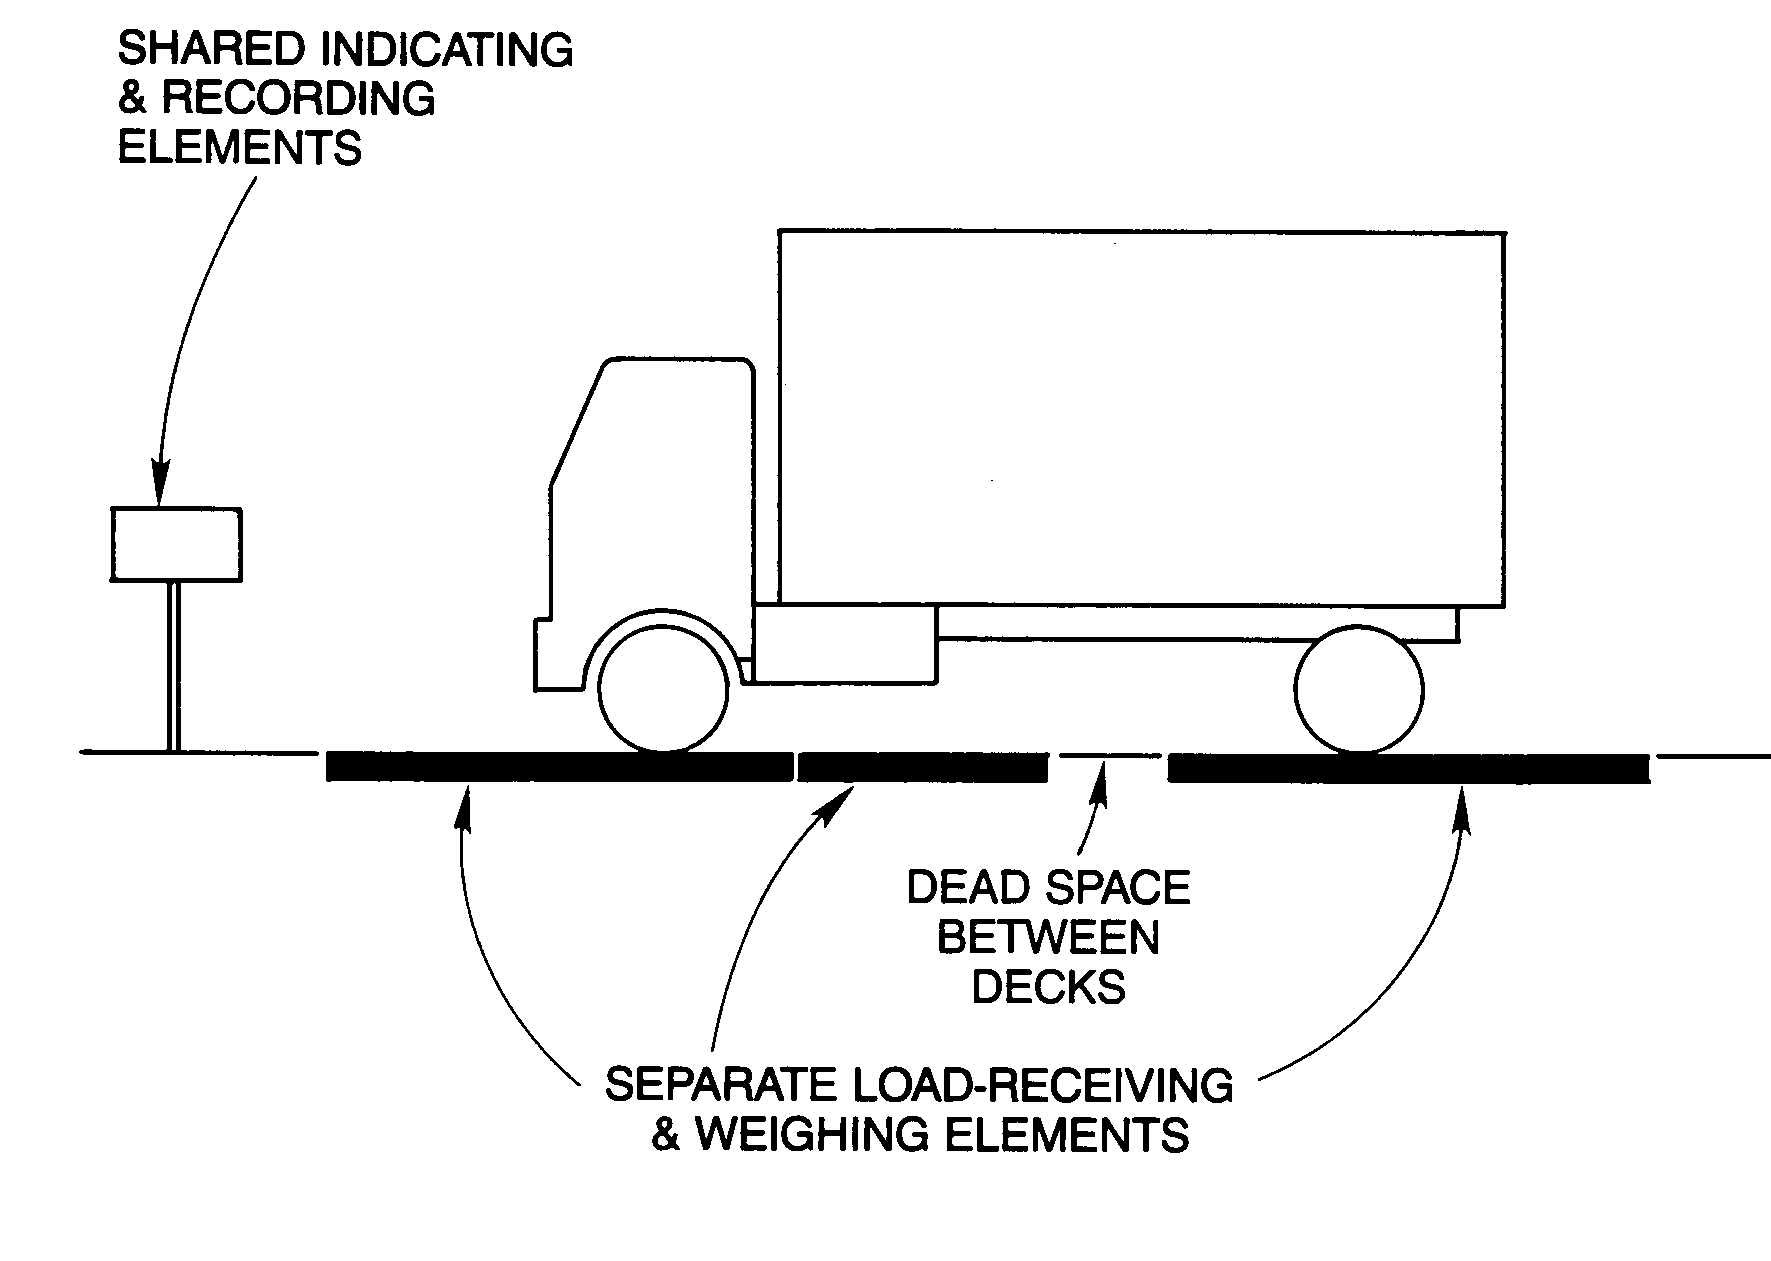 SHARED INDICATING
& RECORDING
ELEMENTS
DEAD SPACE
BETWEEN
DECKS
SEPARATE LOAD-RECEIVING
& WEIGHING ELEMENTS